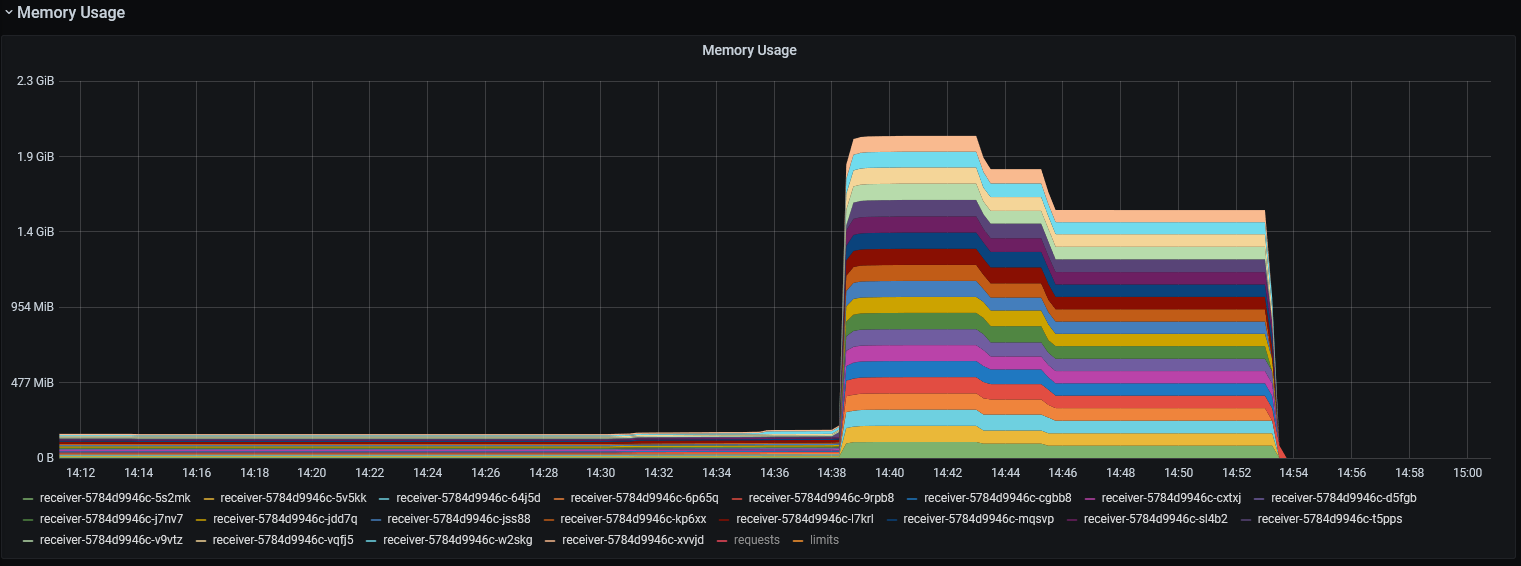 Memory Usage
Memory Usage
2.3 GiB
1.9 GiB
1.4 GiB
954 MiB
477 MiB
0 B
14:12 14:14 14:16 14:18 14:20 14:22 14:24 14:26 14:28 14:30 14:32 14:34 14:36 14:38 14:40 14:42 14:44 14:46 14:48 14:50 14:52 14:54 14:56 14:58 15:00
receiver-5784d9946c-5s2mk receiver-5784d9946c-5v5kk receiver-5784d9946c-64j5d receiver-5784d9946c-6p65q receiver-5784d9946c-9rpb8 receiver-5784d9946c-cgbb8 receiver-5784d9946c-cxtxj receiver-5784d9946c-d5fgb
receiver-5784d9946c-j7nv7 receiver-5784d9946c-jdd7q receiver-5784d9946c-jss88 receiver-5784d9946c-kp6xx receiver-5784d9946c-l7krl receiver-5784d9946c-mqsvp receiver-5784d9946c-sl4b2 receiver-5784d9946c-t5pps
receiver-5784d9946c-v9vtz receiver-5784d9946c-vqfj5 receiver-5784d9946c-w2skg receiver-5784d9946c-xvvjd requests limits